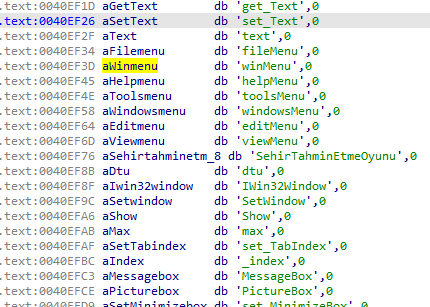 .text:0040EF1D aGetText db 'get_Text',0
.text:0040EF26 aSetText db 'set_Text',0
.text:0040EF2F aText db 'text',0
.text:0040EF34 aFilemenu db 'fileMenu',0
.text:0040EF3D aWinmenu db 'winMenu',0
.text:0040EF45 aHelpmenu db 'helpMenu',0
.text:0040EF4E aToolsmenu db 'toolsMenu',0
.text:0040EF58 aWindowsmenu db 'windowsMenu',0
.text:0040EF64 aEditmenu db 'editMenu',0
.text:0040EF6D aViewmenu db 'viewMenu',0
.text:0040EF76 aSehirtahminetm_8 db 'SehirTahminEtmeOyunu',0
.text:0040EF8B aDtu db 'dtu',0
.text:0040EF8F aIwin32window db 'IWin32Window',0
.text:0040EF9C aSetwindow db 'SetWindow',0
.text:0040EFA6 aShow db 'Show',0
.text:0040EFAB aMax db 'max',0
.text:0040EFAF aSetTabindex db 'set_TabIndex',0
.text:0040EFBC aIndex db '_index',0
.text:0040EFC3 aMessagebox db 'MessageBox',0
.text:0040EFCE aPicturebox db 'PictureBox',0
.text:0040EFD9 aSetMinimizebox db 'set_MinimizeBox',0